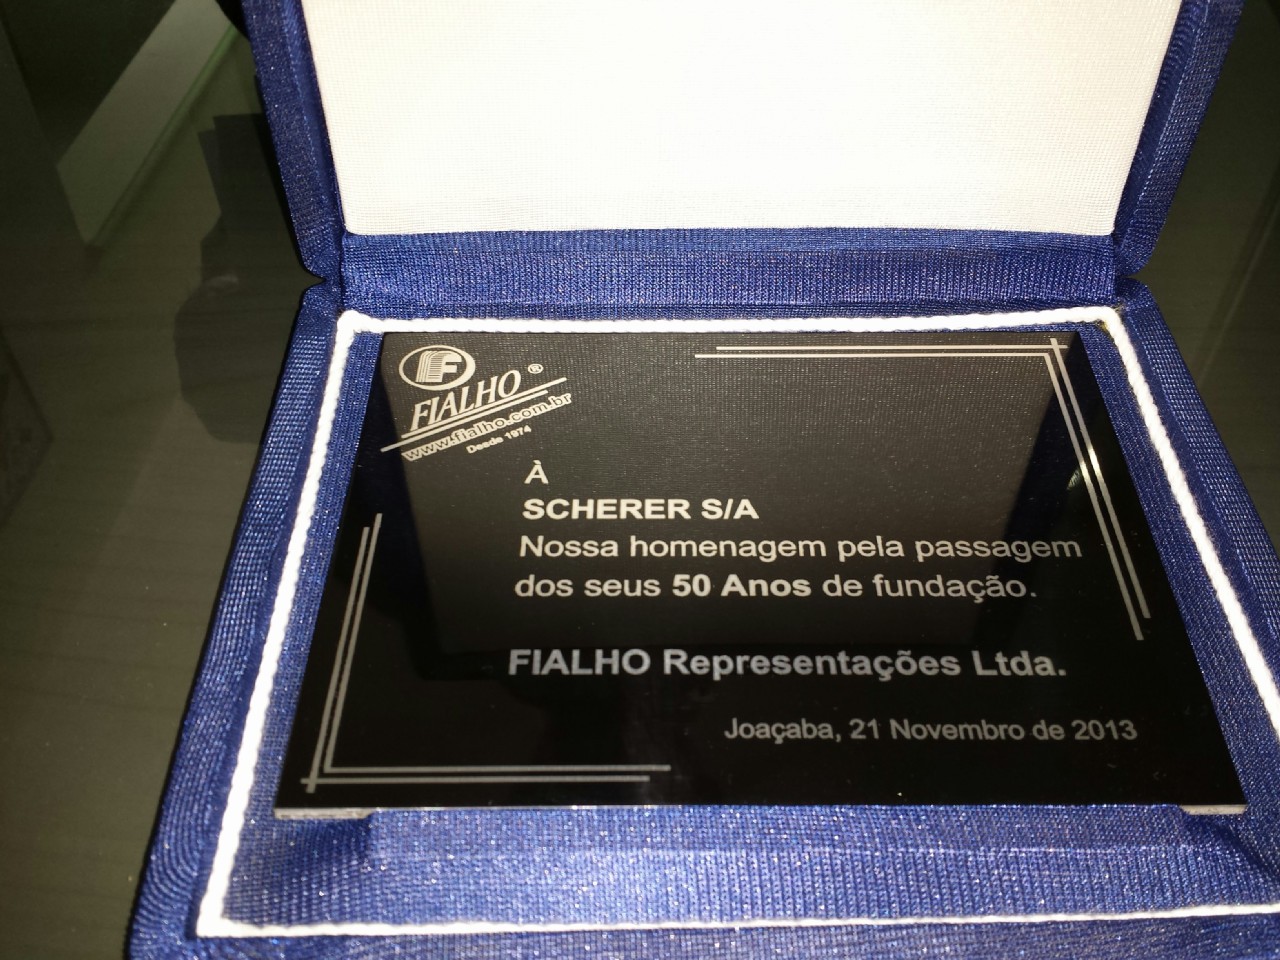 F
FIALHO ®
www.fialho.com.br
Desde 1974
À
SCHERER S/A
Nossa homenagem pela passagem
dos seus 50 Anos de fundação.
FIALHO Representações Ltda.
Joaçaba, 21 Novembro de 2013